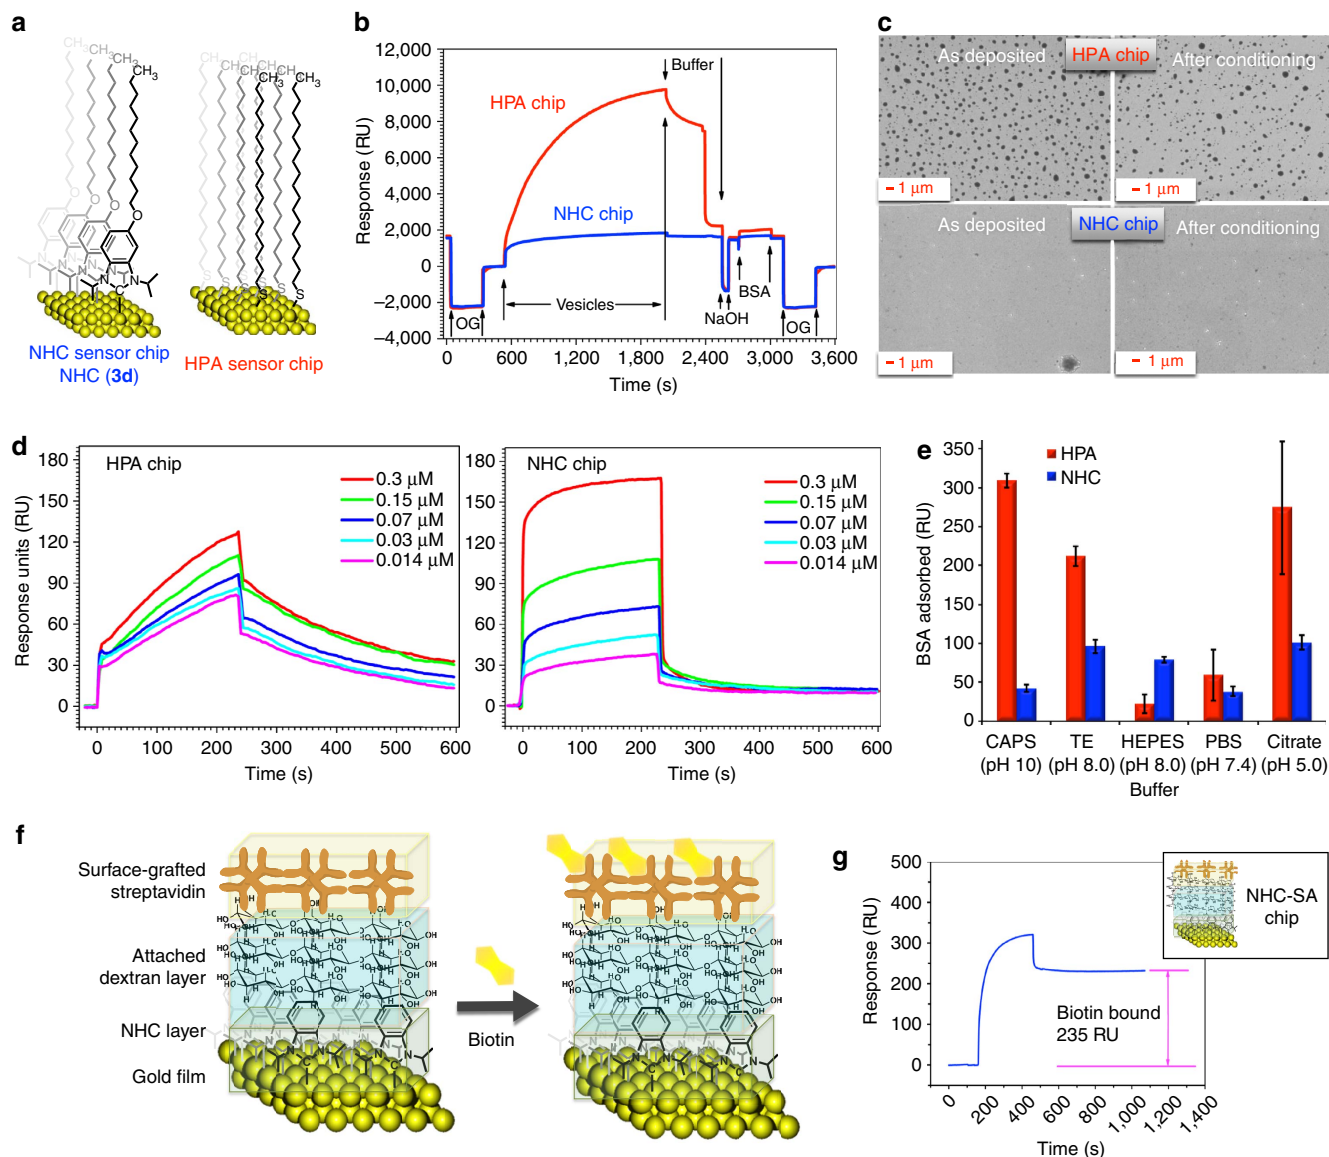 a
CH3
CH3
CH3
CH3
O
O
O
O
N
N
N
C
NHC sensor chip
NHC (3d)
CH3
CH3
CH3
CH3
S
S
S
S
HPA sensor chip
b
12,000
10,000
8,000
6,000
4,000
2,000
0
−2,000
−4,000
Response (RU)
HPA chip
NHC chip
Buffer
Vesicles
OG
NaOH
BSA
OG
0
600
1,200
1,800
2,400
3,000
3,600
Time (s)
c
As deposited
HPA chip
After conditioning
1 µm
1 µm
As deposited
NHC chip
After conditioning
1 µm
1 µm
d
HPA chip
180
150
120
90
60
30
0
Response units (RU)
0.3 µM
0.15 µM
0.07 µM
0.03 µM
0.014 µM
0 100 200 300 400 500 600
Time (s)
NHC chip
180
150
120
90
60
30
0
0.3 µM
0.15 µM
0.07 µM
0.03 µM
0.014 µM
0 100 200 300 400 500 600
Time (s)
e
350
300
250
200
150
100
50
0
BSA adsorbed (RU)
HPA
NHC
CAPS TE HEPES PBS Citrate
(pH 10) (pH 8.0) (pH 8.0) (pH 7.4) (pH 5.0)
Buffer
f
Surface-grafted
streptavidin
Attached
dextran layer
NHC layer
Gold film
Biotin
g
500
400
300
200
100
0
Response (RU)
NHC-SA
chip
Biotin bound
235 RU
0
200
400
600
800
1,000
1,200
1,400
Time (s)